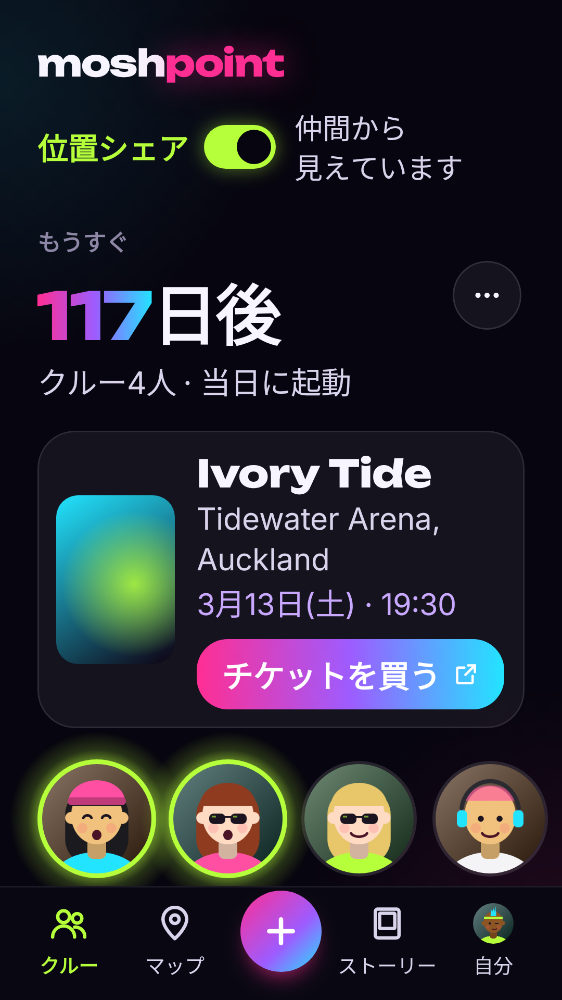 moshpoint
位置シェア
仲間から
見えています
もうすぐ
117日後
クルー4人 · 当日に起動
Ivory Tide
Tidewater Arena,
Auckland
3月13日(土) · 19:30
チケットを買う
クルー
マップ
ストーリー
自分